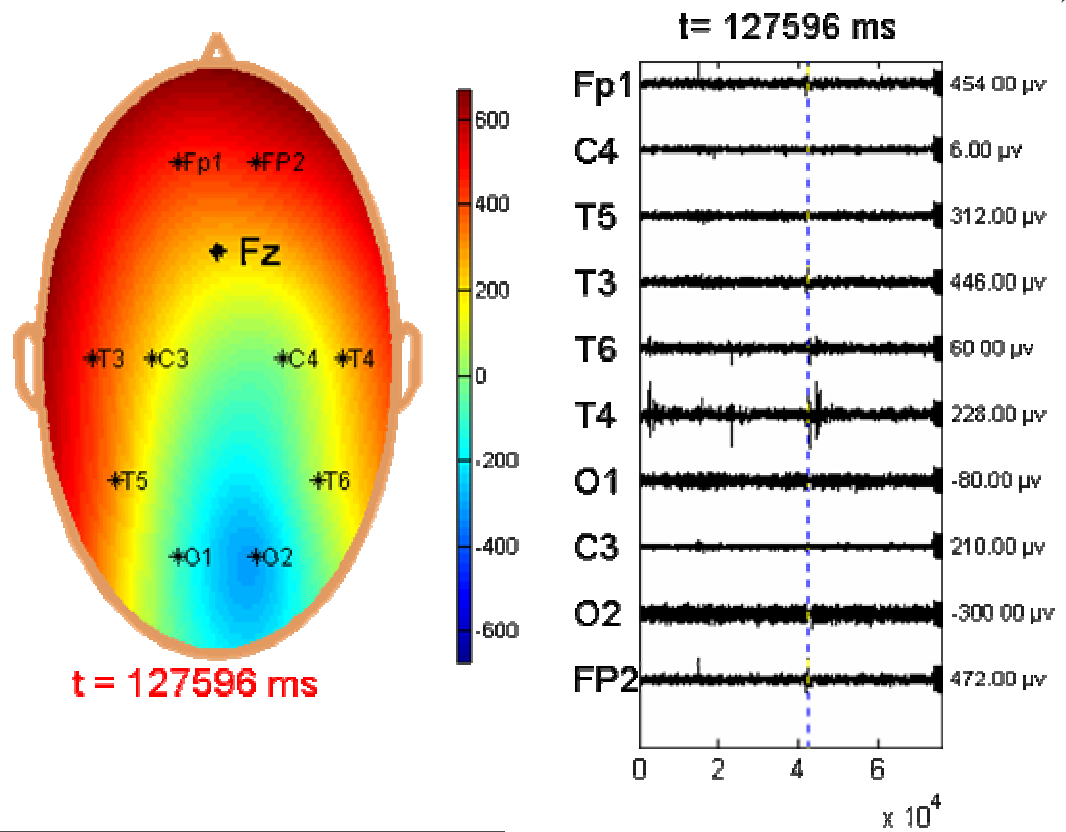 t= 127596 ms
Fp1 FP2
Fz
T3 C3 C4 T4
T5 T6
O1 O2
t = 127596 ms
600
400
200
0
-200
-400
-600
Fp1 454 00 µv
C4 6.00 µv
T5 312.00 µv
T3 446.00 µv
T6 60 00 µv
T4 228.00 µv
O1 -80.00 µv
C3 210.00 µv
O2 -300 00 µv
FP2 472.00 µv
0 2 4 6
x 10⁴